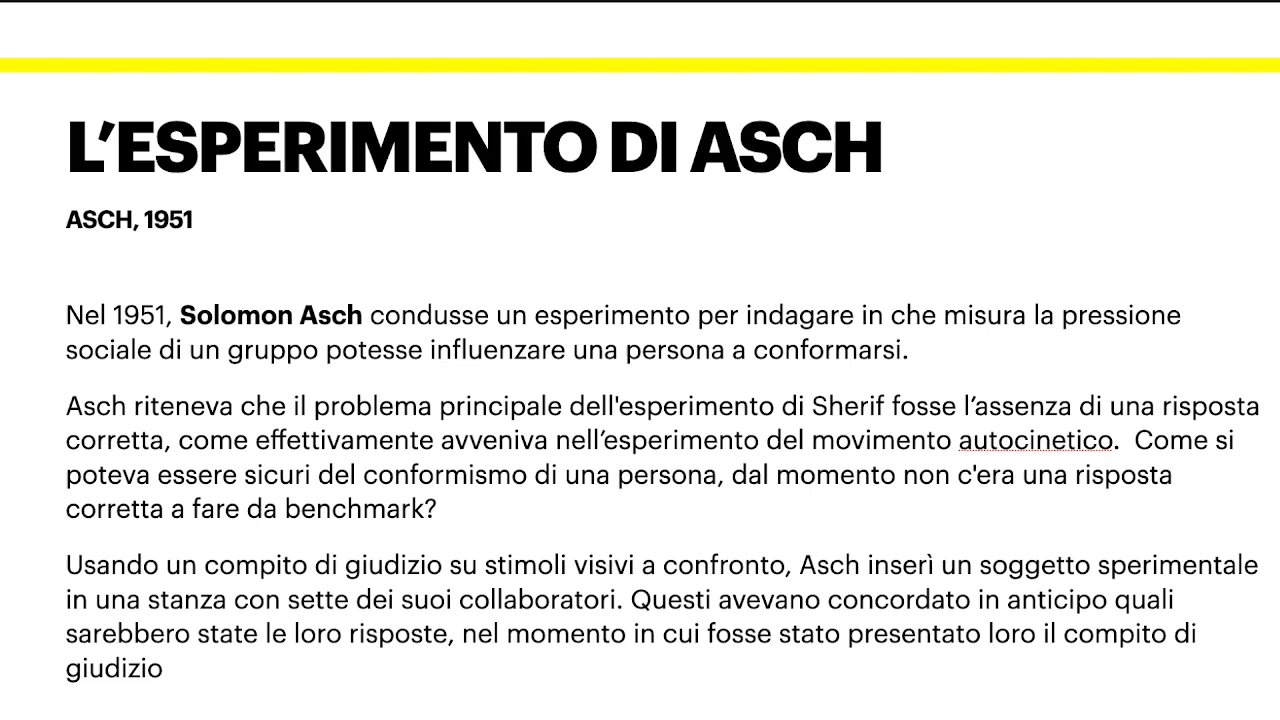 L’ESPERIMENTO DI ASCH
ASCH, 1951
Nel 1951, Solomon Asch condusse un esperimento per indagare in che misura la pressione
sociale di un gruppo potesse influenzare una persona a conformarsi.
Asch riteneva che il problema principale dell'esperimento di Sherif fosse l’assenza di una risposta
corretta, come effettivamente avveniva nell’esperimento del movimento autocinetico.  Come si
poteva essere sicuri del conformismo di una persona, dal momento non c'era una risposta
corretta a fare da benchmark?
Usando un compito di giudizio su stimoli visivi a confronto, Asch inserì un soggetto sperimentale
in una stanza con sette dei suoi collaboratori. Questi avevano concordato in anticipo quali
sarebbero state le loro risposte, nel momento in cui fosse stato presentato loro il compito di
giudizio